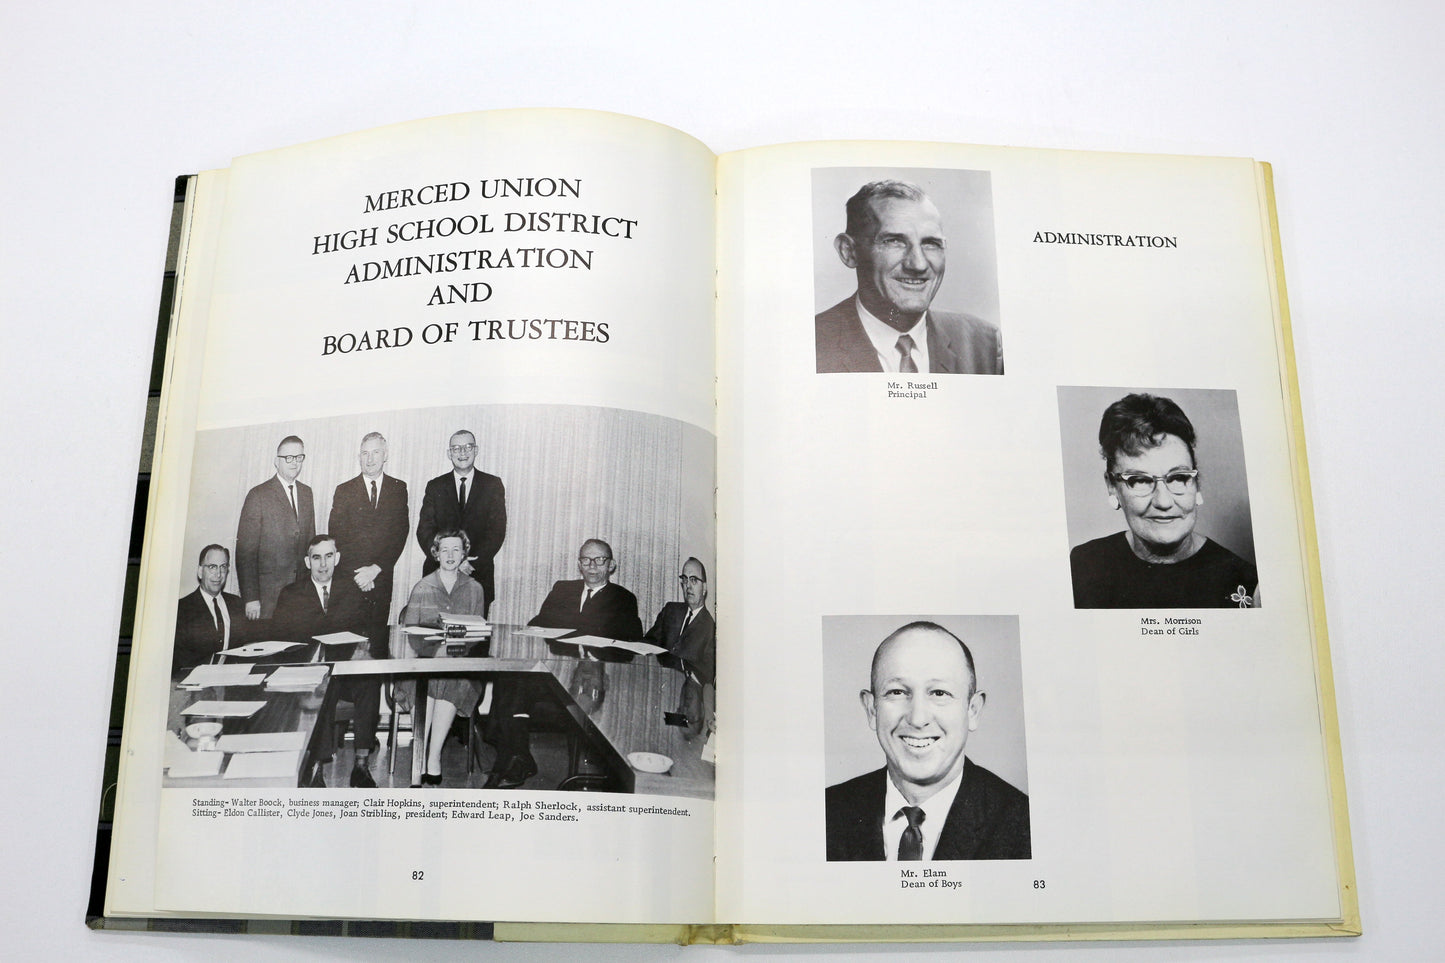 MERCED UNION
HIGH SCHOOL DISTRICT
ADMINISTRATION
AND
BOARD OF TRUSTEES
Standing- Walter Boock, business manager; Clair Hopkins, superintendent; Ralph Sherlock, assistant superintendent.
Sitting- Eldon Callister, Clyde Jones, Joan Stribling, president; Edward Leap, Joe Sanders.
82
ADMINISTRATION
Mr. Russell
Principal
Mrs. Morrison
Dean of Girls
Mr. Elam
Dean of Boys
83